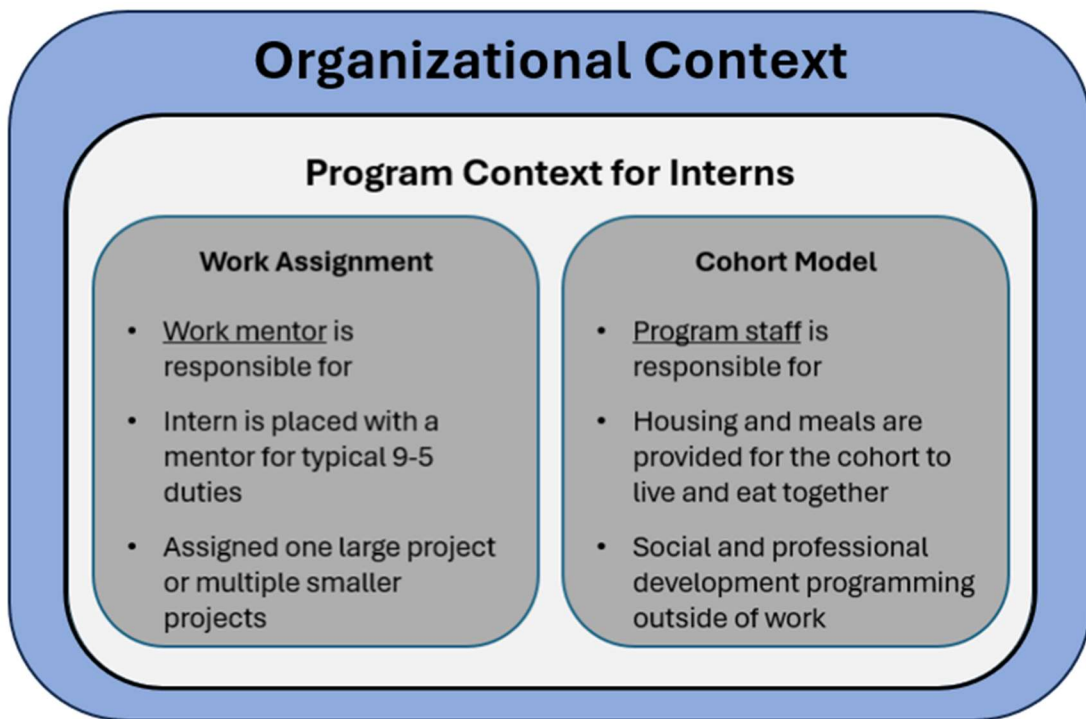 Organizational Context
Program Context for Interns
Work Assignment
• Work mentor is
responsible for
• Intern is placed with a
mentor for typical 9-5
duties
• Assigned one large project
or multiple smaller
projects
Cohort Model
• Program staff is
responsible for
• Housing and meals are
provided for the cohort to
live and eat together
• Social and professional
development programming
outside of work